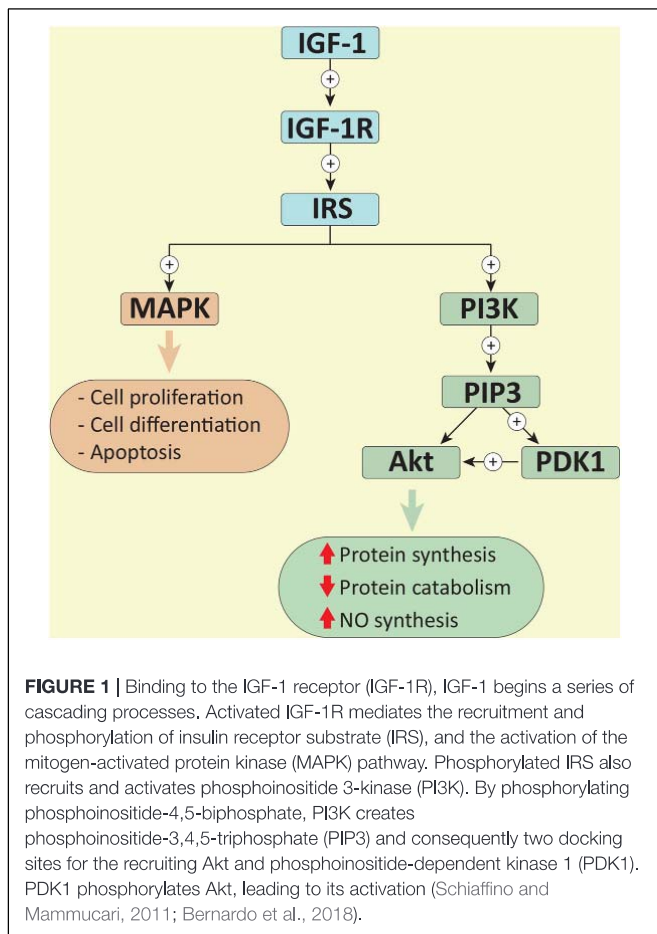 IGF-1
+
IGF-1R
+
IRS
+ +
MAPK PI3K
+
- Cell proliferation
- Cell differentiation
- Apoptosis
PIP3
+
Akt + PDK1
Protein synthesis
Protein catabolism
NO synthesis
FIGURE 1 | Binding to the IGF-1 receptor (IGF-1R), IGF-1 begins a series of
cascading processes. Activated IGF-1R mediates the recruitment and
phosphorylation of insulin receptor substrate (IRS), and the activation of the
mitogen-activated protein kinase (MAPK) pathway. Phosphorylated IRS also
recruits and activates phosphoinositide 3-kinase (PI3K). By phosphorylating
phosphoinositide-4,5-biphosphate, PI3K creates
phosphoinositide-3,4,5-triphosphate (PIP3) and consequently two docking
sites for the recruiting Akt and phosphoinositide-dependent kinase 1 (PDK1).
PDK1 phosphorylates Akt, leading to its activation (Schiaffino and
Mammucari, 2011; Bernardo et al., 2018).